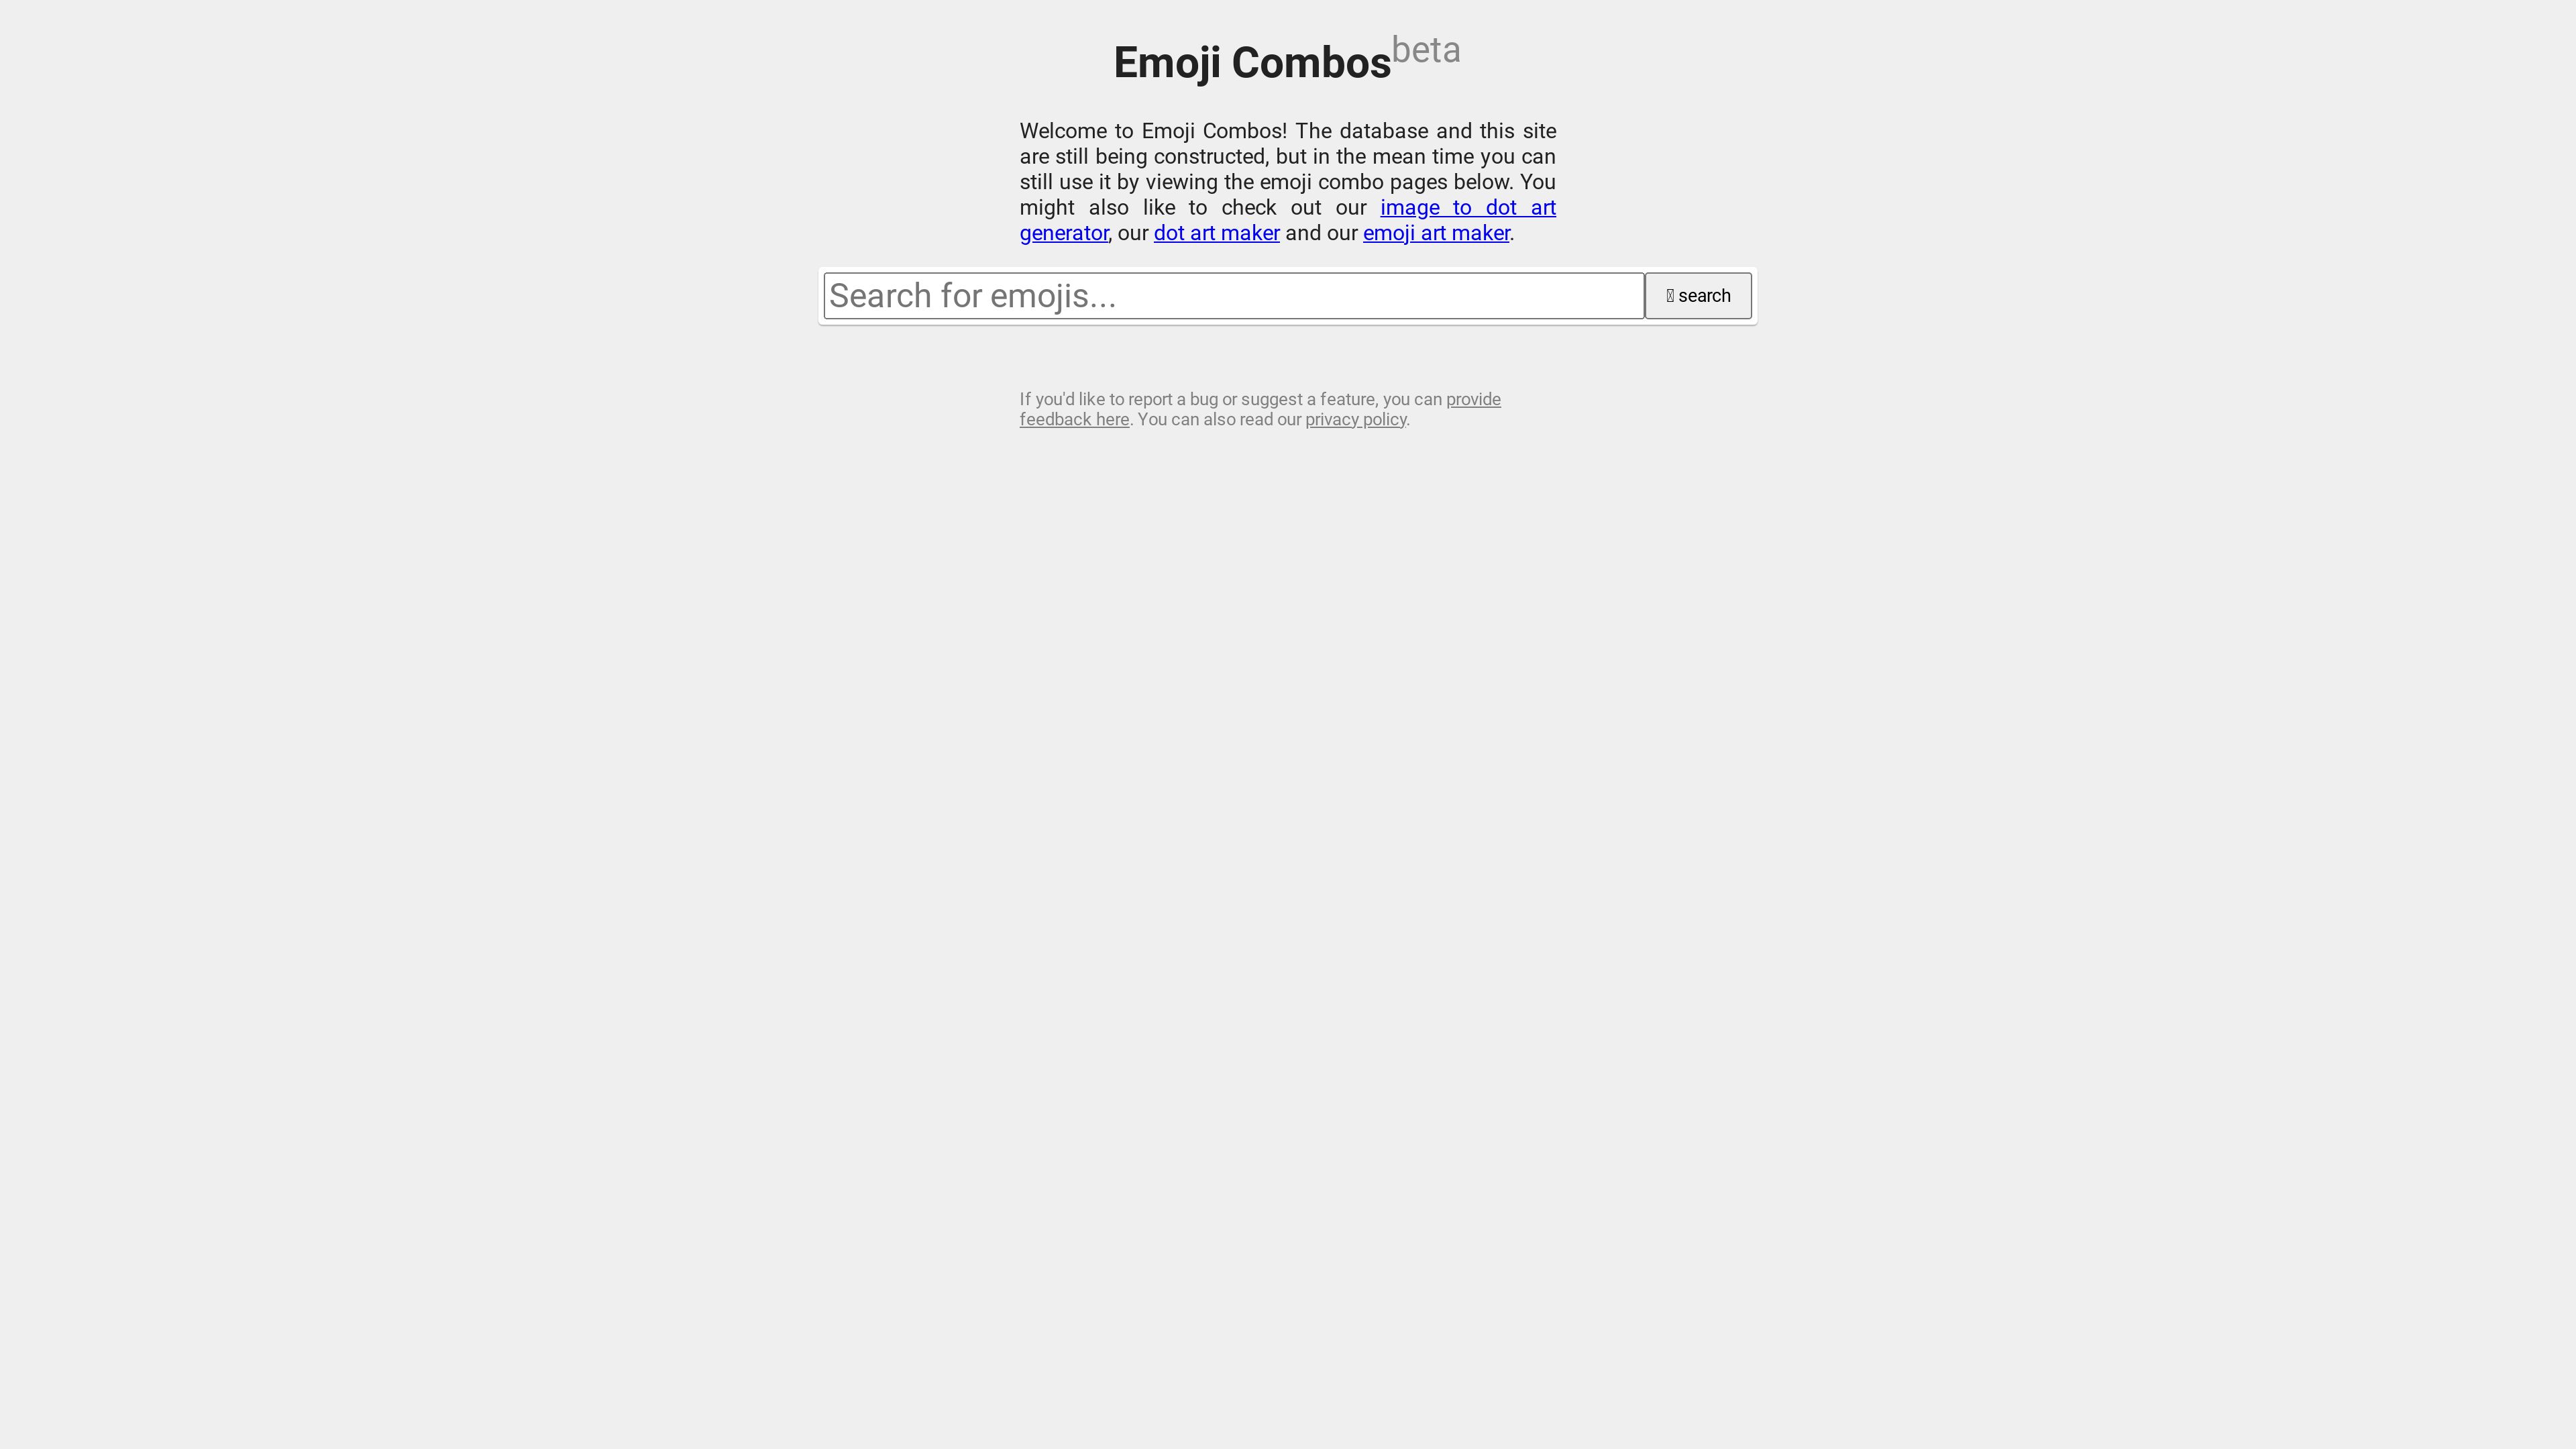 Emoji Combosbeta
Welcome to Emoji Combos! The database and this site
are still being constructed, but in the mean time you can
still use it by viewing the emoji combo pages below. You
might also like to check out our image to dot art
generator, our dot art maker and our emoji art maker.
Search for emojis...
search
If you'd like to report a bug or suggest a feature, you can provide
feedback here. You can also read our privacy policy.